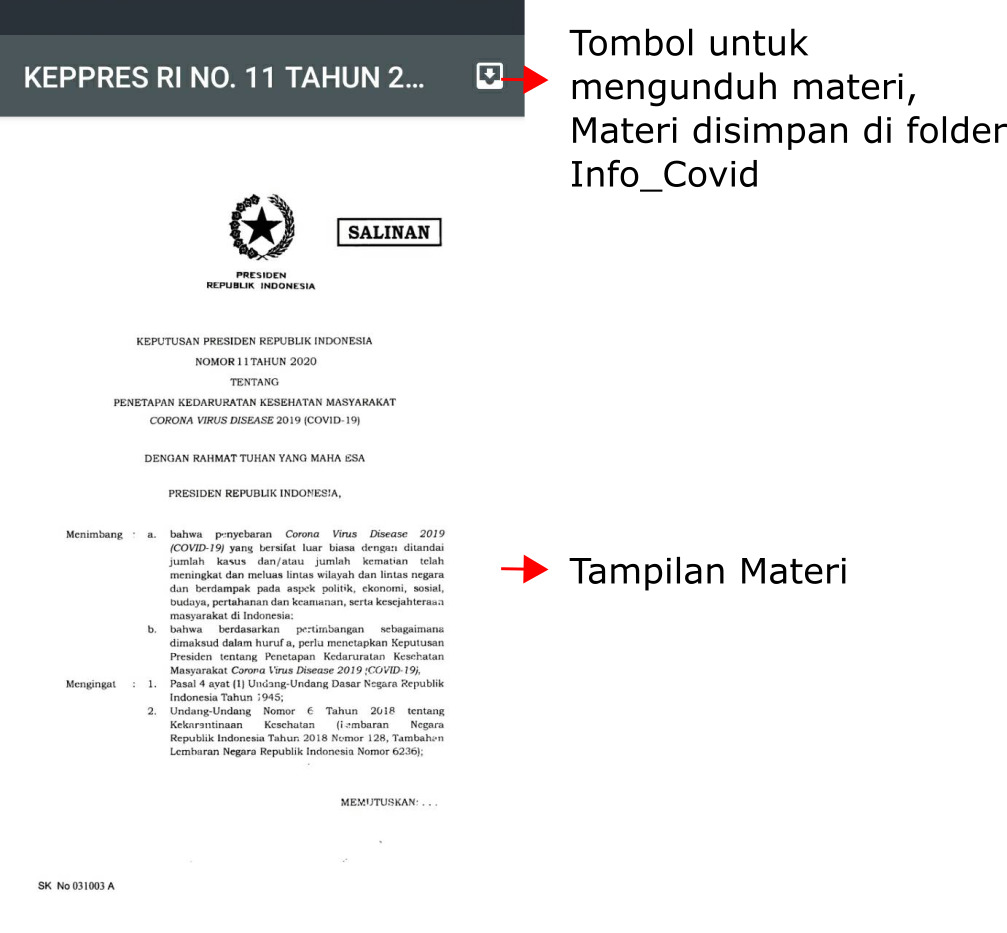 KEPPRES RI NO. 11 TAHUN 2...
Tombol untuk
mengunduh materi,
Materi disimpan di folder
Info_Covid
SALINAN
PRESIDEN
REPUBLIK INDONESIA
KEPUTUSAN PRESIDEN REPUBLIK INDONESIA
NOMOR 11 TAHUN 2020
TENTANG
PENETAPAN KEDARURATAN KESEHATAN MASYARAKAT
CORONA VIRUS DISEASE 2019 (COVID-19)
DENGAN RAHMAT TUHAN YANG MAHA ESA
PRESIDEN REPUBLIK INDONESIA,
Menimbang : a. bahwa penyebaran Corona Virus Disease 2019
(COVID-19) yang bersifat luar biasa dengan ditandai
jumlah kasus dan/atau jumlah kematian telah
meningkat dan meluas lintas wilayah dan lintas negara
dan berdampak pada aspek politik, ekonomi, sosial,
budaya, pertahanan dan keamanan, serta kesejahteraan
masyarakat di Indonesia;
b. bahwa berdasarkan pertimbangan sebagaimana
dimaksud dalam huruf a, perlu menetapkan Keputusan
Presiden tentang Penetapan Kedaruratan Kesehatan
Masyarakat Corona Virus Disease 2019 (COVID-19),
Mengingat : 1. Pasal 4 ayat (1) Undang-Undang Dasar Negara Republik
Indonesia Tahun 1945;
2. Undang-Undang Nomor 6 Tahun 2018 tentang
Kekarantinaan Kesehatan (Lembaran Negara
Republik Indonesia Tahun 2018 Nomor 128, Tambahan
Lembaran Negara Republik Indonesia Nomor 6236);
MEMUTUSKAN: . . .
SK No 031003 A
Tampilan Materi